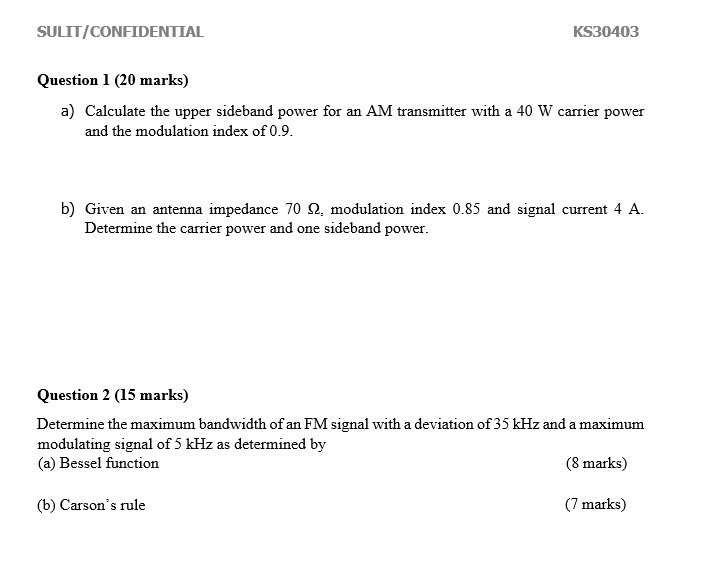 SULIT/CONFIDENTIAL KS30403
Question 1 (20 marks)
a) Calculate the upper sideband power for an AM transmitter with a 40 W carrier power
and the modulation index of 0.9.
b) Given an antenna impedance 70 Ω, modulation index 0.85 and signal current 4 A.
Determine the carrier power and one sideband power.
Question 2 (15 marks)
Determine the maximum bandwidth of an FM signal with a deviation of 35 kHz and a maximum
modulating signal of 5 kHz as determined by
(a) Bessel function (8 marks)
(b) Carson’s rule (7 marks)